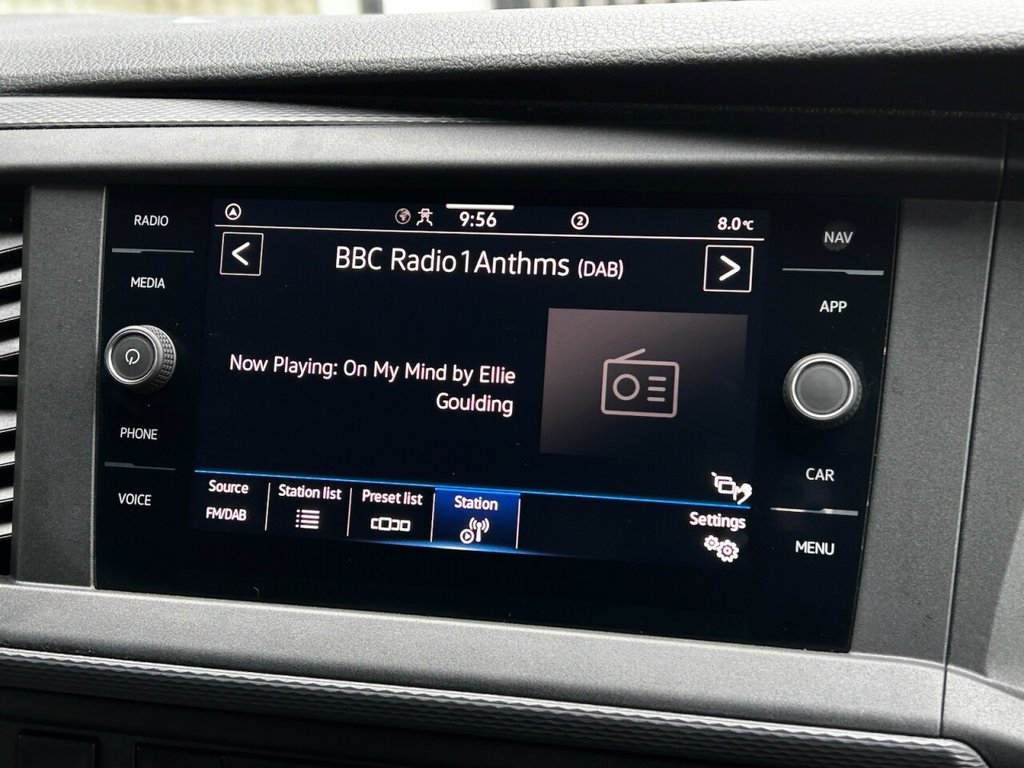 RADIO
MEDIA
PHONE
VOICE
9:56
2
8.0°C
BBC Radio1Anthms (DAB)
Now Playing: On My Mind by Ellie
Goulding
Source
FM/DAB
Station list
Preset list
Station
Settings
NAV
APP
CAR
MENU